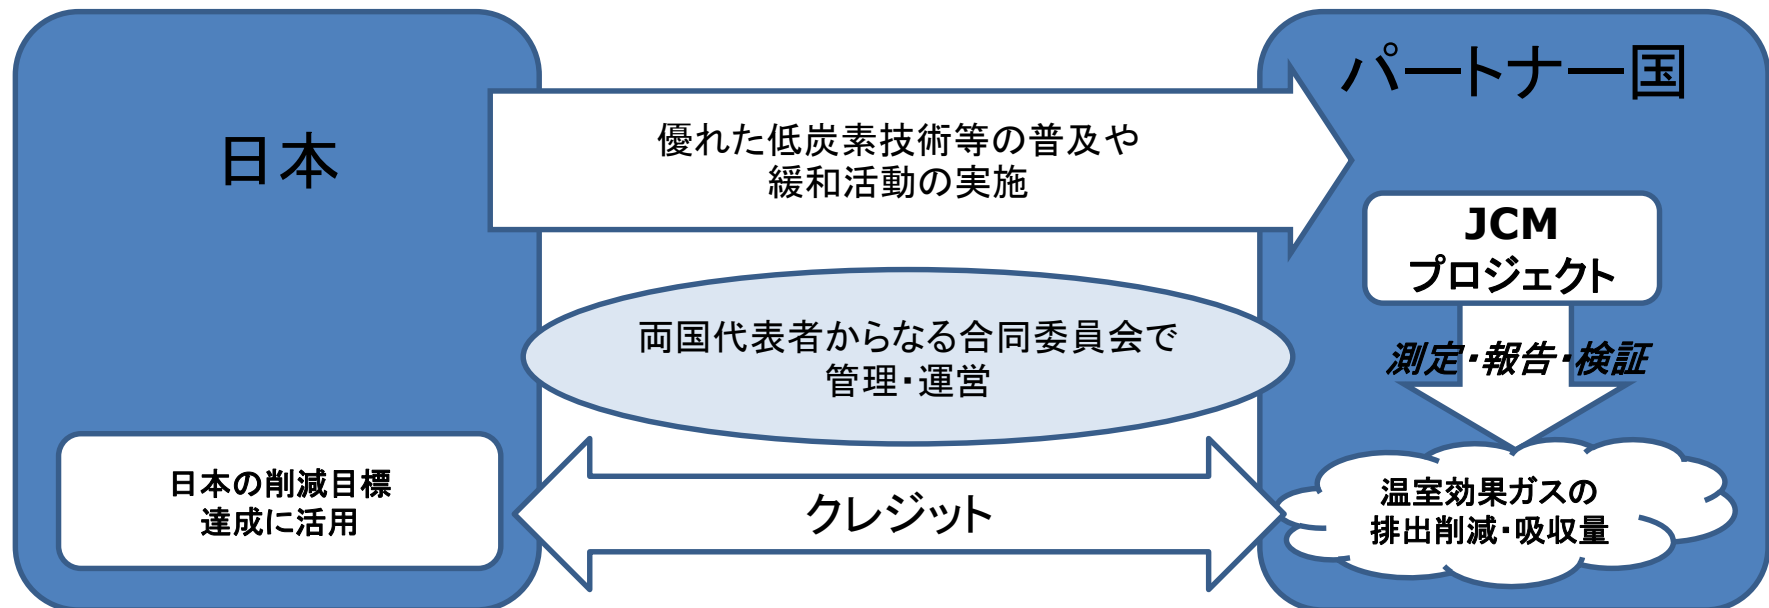 日本
パートナー国
優れた低炭素技術等の普及や
緩和活動の実施
JCM
プロジェクト
両国代表者からなる合同委員会で
管理・運営
測定・報告・検証
日本の削減目標
達成に活用
クレジット
温室効果ガスの
排出削減・吸収量